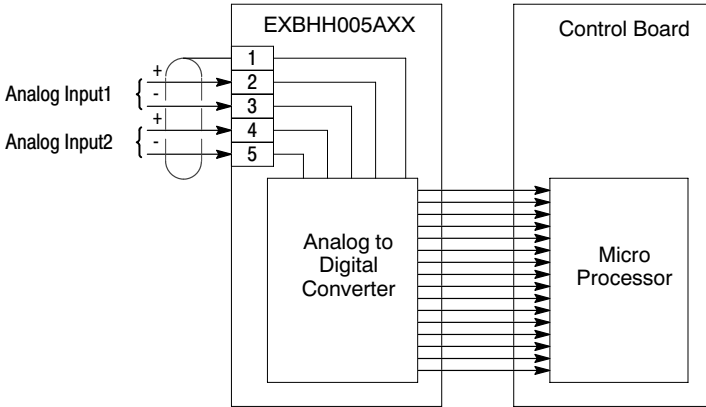 EXBHH005AXX
Control Board
1
+
2
Analog Input1
{
-
3
+
4
Analog Input2
{
-
5
Analog to
Digital
Converter
Micro
Processor